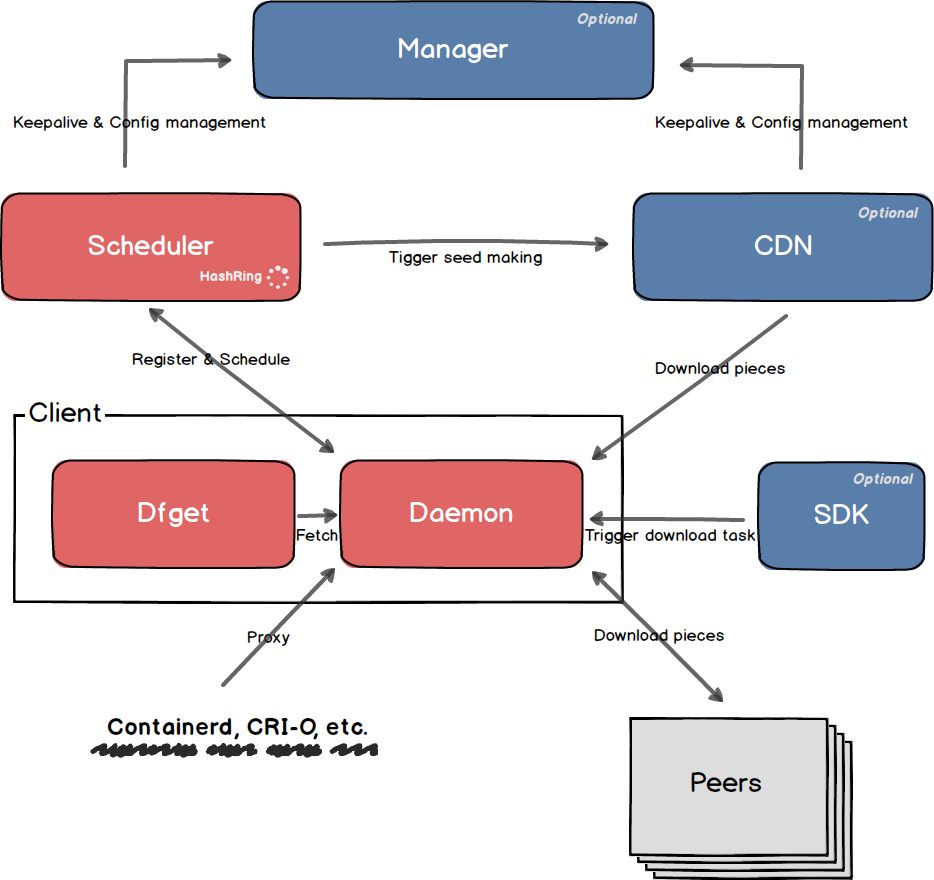 Optional
Manager
Keepalive & Config management
Keepalive & Config management
Optional
Scheduler
CDN
HashRing
Tigger seed making
Register & Schedule
Download pieces
Client
Optional
Dfget
Daemon
SDK
Fetch
Trigger download task
Proxy
Download pieces
Containerd, CRI-O, etc.
Peers